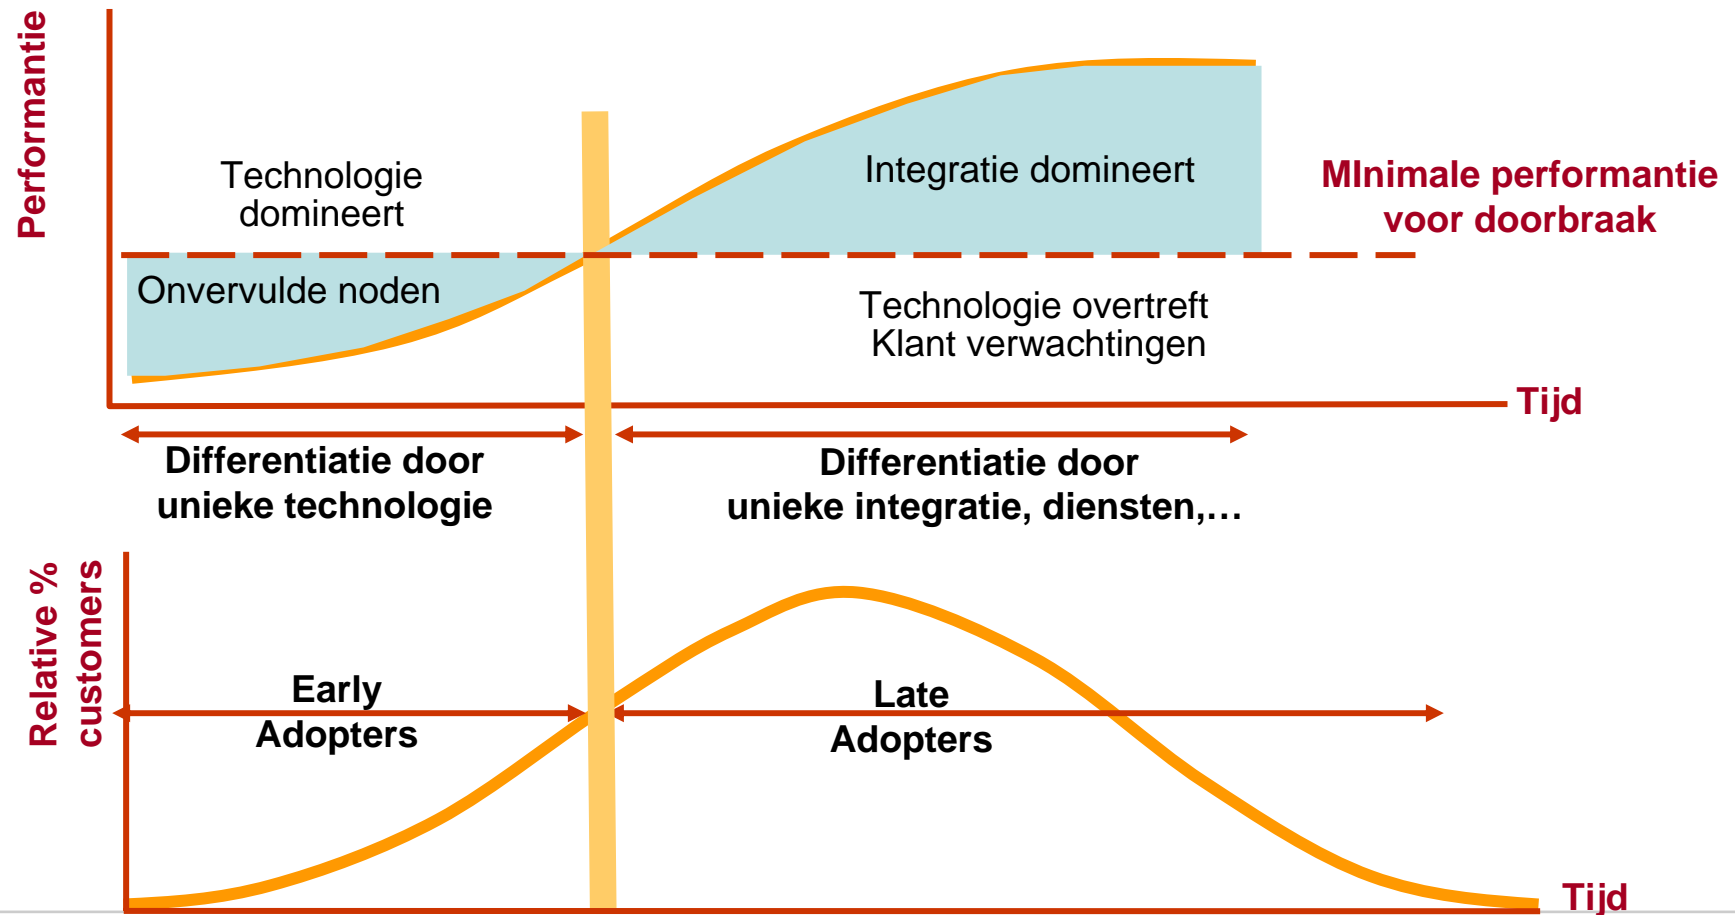 Performantie
Technologie
domineert
Integratie domineert
MInimale performantie
voor doorbraak
Onvervulde noden
Technologie overtreft
Klant verwachtingen
Tijd
Differentiatie door
unieke technologie
Differentiatie door
unieke integratie, diensten,…
Relative %
customers
Early
Adopters
Late
Adopters
Tijd